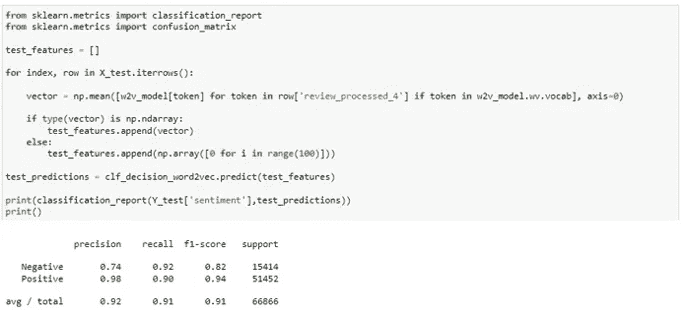 from sklearn.metrics import classification_report
from sklearn.metrics import confusion_matrix
test_features = []
for index, row in X_test.iterrows():
vector = np.mean([w2v_model[token] for token in row['review_processed_4'] if token in w2v_model.wv.vocab], axis=0)
if type(vector) is np.ndarray:
test_features.append(vector)
else:
test_features.append(np.array([0 for i in range(100)]))
test_predictions = clf_decision_word2vec.predict(test_features)
print(classification_report(Y_test['sentiment'],test_predictions))
print()
precision recall f1-score support
Negative 0.74 0.92 0.82 15414
Positive 0.98 0.90 0.94 51452
avg / total 0.92 0.91 0.91 66866